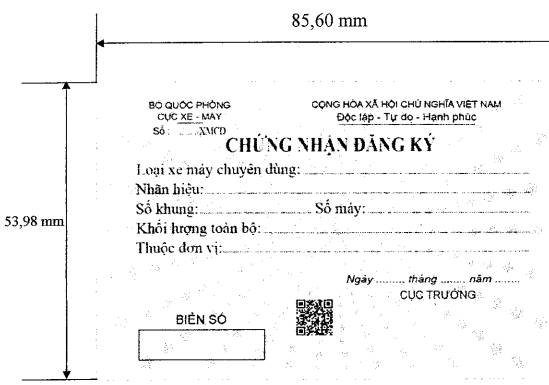 85,60 mm
BỘ QUỐC PHÒNG
CỤC XE - MÁY
Số: ......XMCD
CỘNG HÒA XÃ HỘI CHỦ NGHĨA VIỆT NAM
Độc lập - Tự do - Hạnh phúc
CHỨNG NHẬN ĐĂNG KÝ
Loại xe máy chuyên dùng:
Nhãn hiệu:
Số khung: Số máy:
Khối lượng toàn bộ:
Thuộc đơn vị:
53,98 mm
Ngày ......... tháng ........ năm ........
CỤC TRƯỞNG
BIỂN SỐ